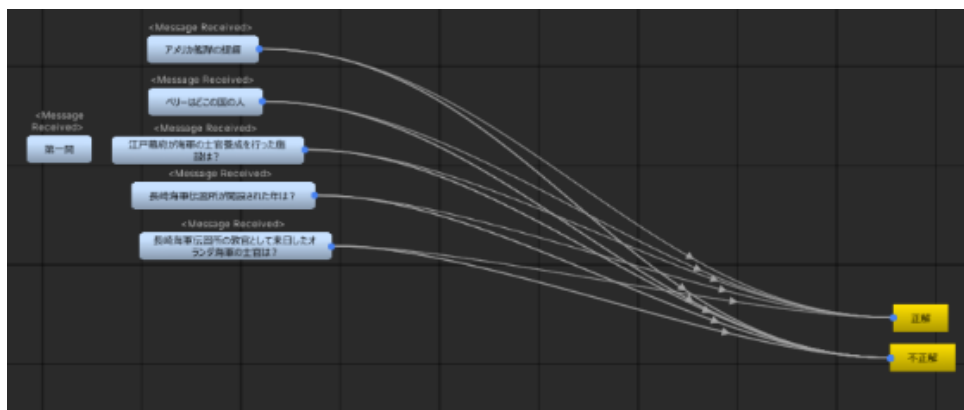 <Message Received>
アメリカ艦隊の根拠
<Message Received>
ペリーはどこの国の人
<Message
Received>
第一問
<Message Received>
江戸幕府が海軍の士官養成を行った施
設は?
<Message Received>
長崎海軍伝習所が開設された年は?
<Message Received>
長崎海軍伝習所の教官として来日したオ
ランダ海軍の士官は?
正解
不正解